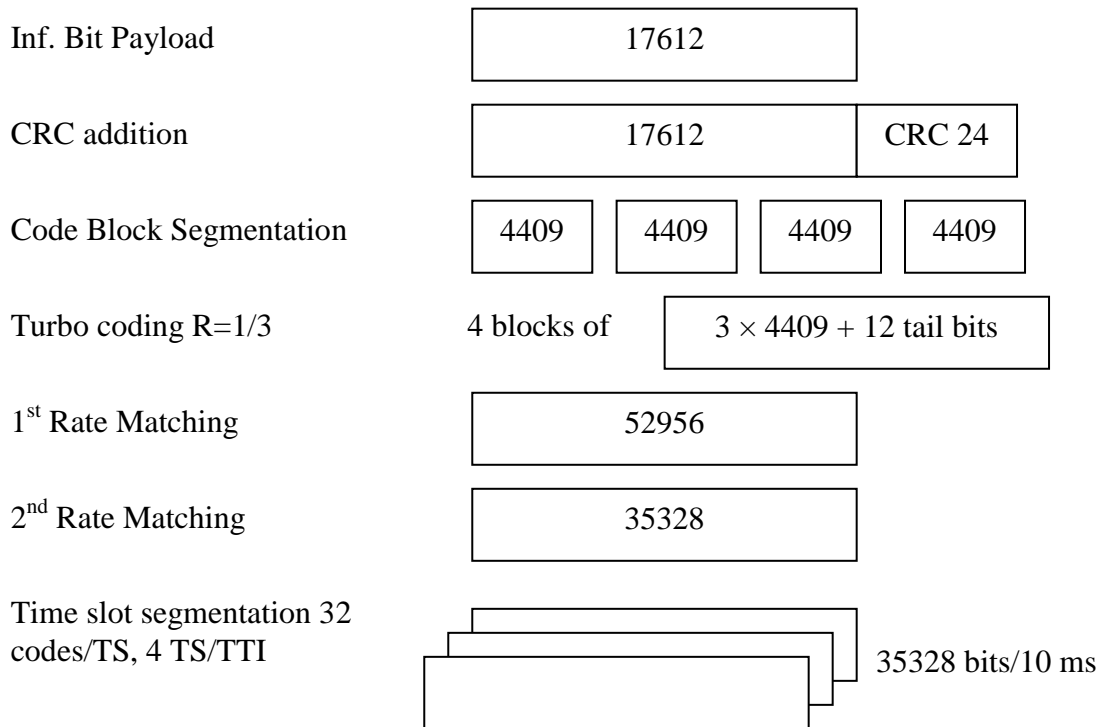 Inf. Bit Payload
17612
CRC addition
17612
CRC 24
Code Block Segmentation
4409
4409
4409
4409
Turbo coding R=1/3
4 blocks of
3 × 4409 + 12 tail bits
1st Rate Matching
52956
2nd Rate Matching
35328
Time slot segmentation 32
codes/TS, 4 TS/TTI
35328 bits/10 ms